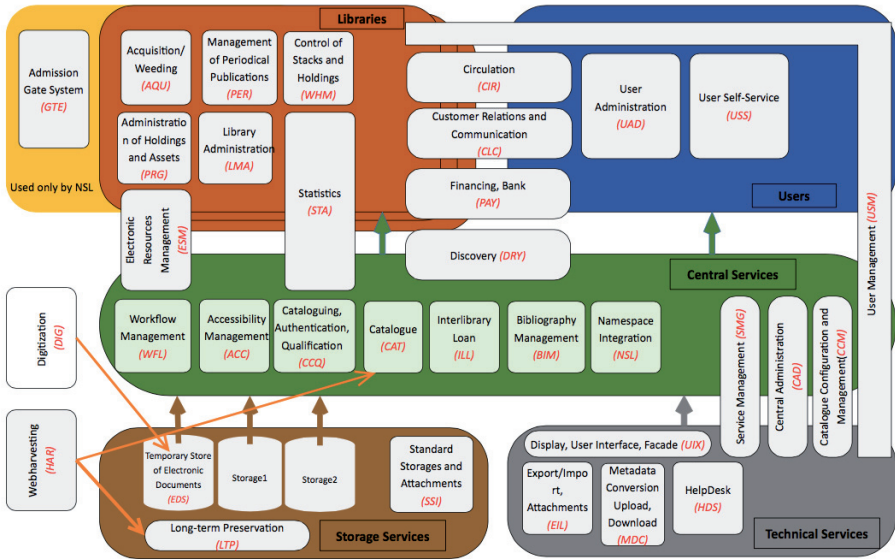 Libraries
Admission
Gate System
(GTE)
Used only by NSL
Acquisition/
Weeding
(AQU)
Management
of Periodical
Publications
(PER)
Control of
Stacks and
Holdings
(WHM)
Administratio
n of Holdings
and Assets
(PRG)
Library
Administration
(LMA)
Statistics
(STA)
Electronic
Resources
Management
(ESM)
Circulation
(CIR)
Customer Relations and
Communication
(CLC)
Financing, Bank
(PAY)
Discovery (DRY)
User
Administration
(UAD)
User Self-Service
(USS)
Users
User Management (USM)
Central Services
Workflow
Management
(WFL)
Accessibility
Management
(ACC)
Cataloguing,
Authentication,
Qualification
(CCQ)
Catalogue
(CAT)
Interlibrary
Loan
(ILL)
Bibliography
Management
(BIM)
Namespace
Integration
(NSL)
Service Management (SMG)
Central Administration
(CAD)
Catalogue Configuration and
Management(CCM)
Digitization
(DIG)
Webharvesting
(HAR)
Temporary Store
of Electronic
Documents
(EDS)
Storage1
Storage2
Standard
Storages and
Attachments
(SSI)
Long-term Preservation
(LTP)
Storage Services
Display, User Interface, Facade (UIX)
Export/Impo
rt,
Attachments
(EIL)
Metadata
Conversion
Upload,
Download
(MDC)
HelpDesk
(HDS)
Technical Services